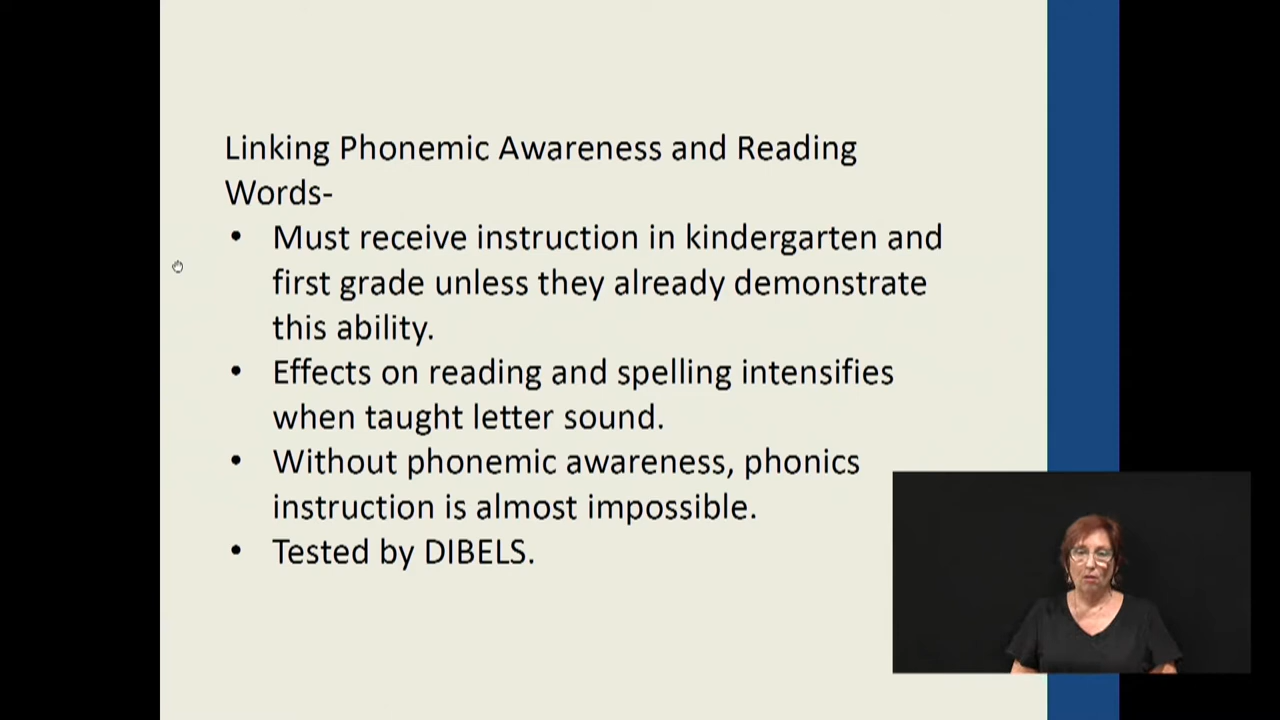 Linking Phonemic Awareness and Reading
Words-
• Must receive instruction in kindergarten and
first grade unless they already demonstrate
this ability.
• Effects on reading and spelling intensifies
when taught letter sound.
• Without phonemic awareness, phonics
instruction is almost impossible.
• Tested by DIBELS.